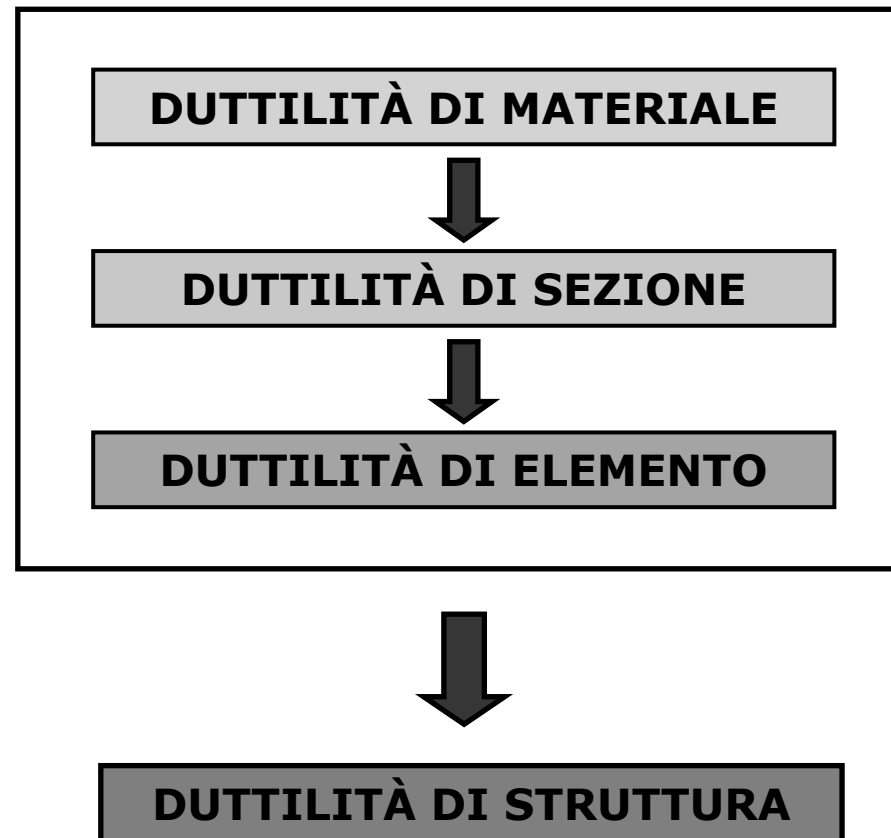 DUTTILITÀ DI MATERIALE
DUTTILITÀ DI SEZIONE
DUTTILITÀ DI ELEMENTO
DUTTILITÀ DI STRUTTURA